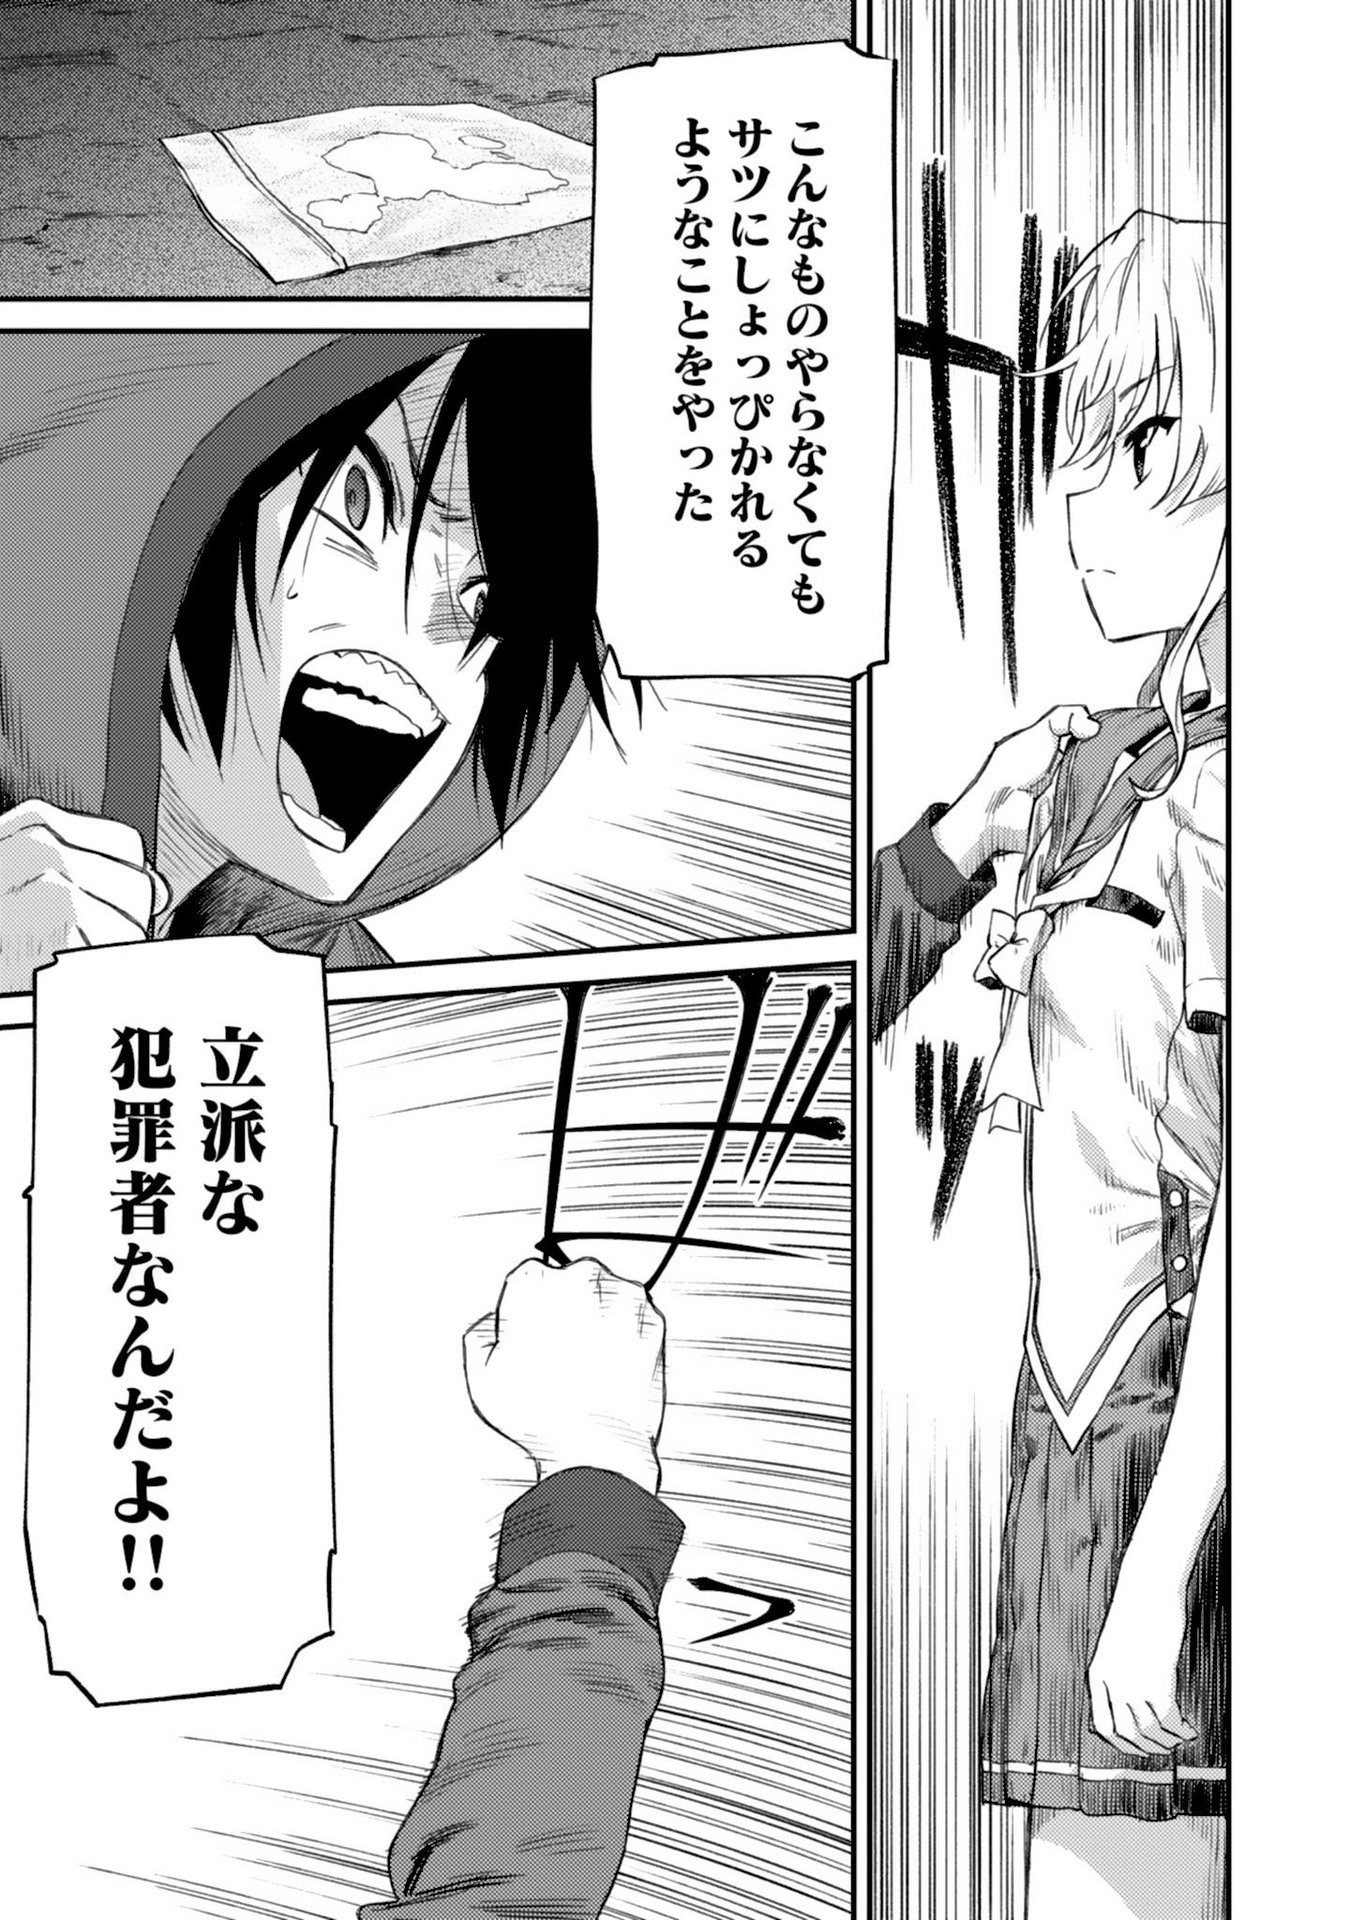 こんなものやらなくても
サツにしょっぴかれる
ようなことをやった
立派な
犯罪者なんだよ!!